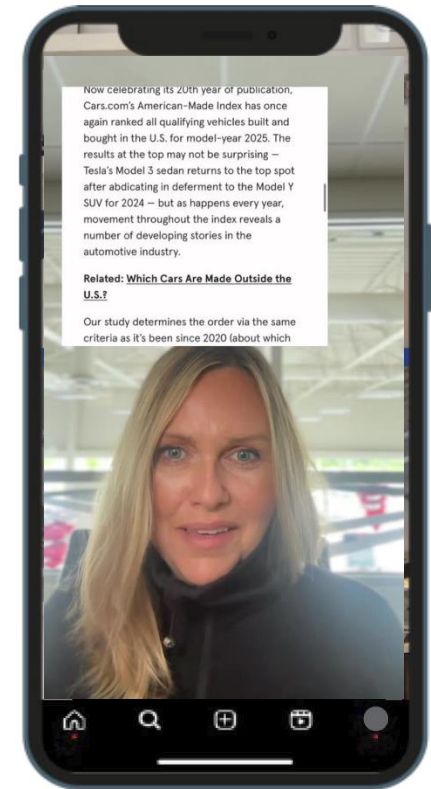 Now celebrating its 20th year of publication,
Cars.com's American-Made Index has once
again ranked all qualifying vehicles built and
bought in the U.S. for model-year 2025. The
results at the top may not be surprising —
Tesla's Model 3 sedan returns to the top spot
after abdicating in deferment to the Model Y
SUV for 2024 — but as happens every year,
movement throughout the index reveals a
number of developing stories in the
automotive industry.
Related: Which Cars Are Made Outside the
U.S.?
Our study determines the order via the same
criteria as it's been since 2020 (about which